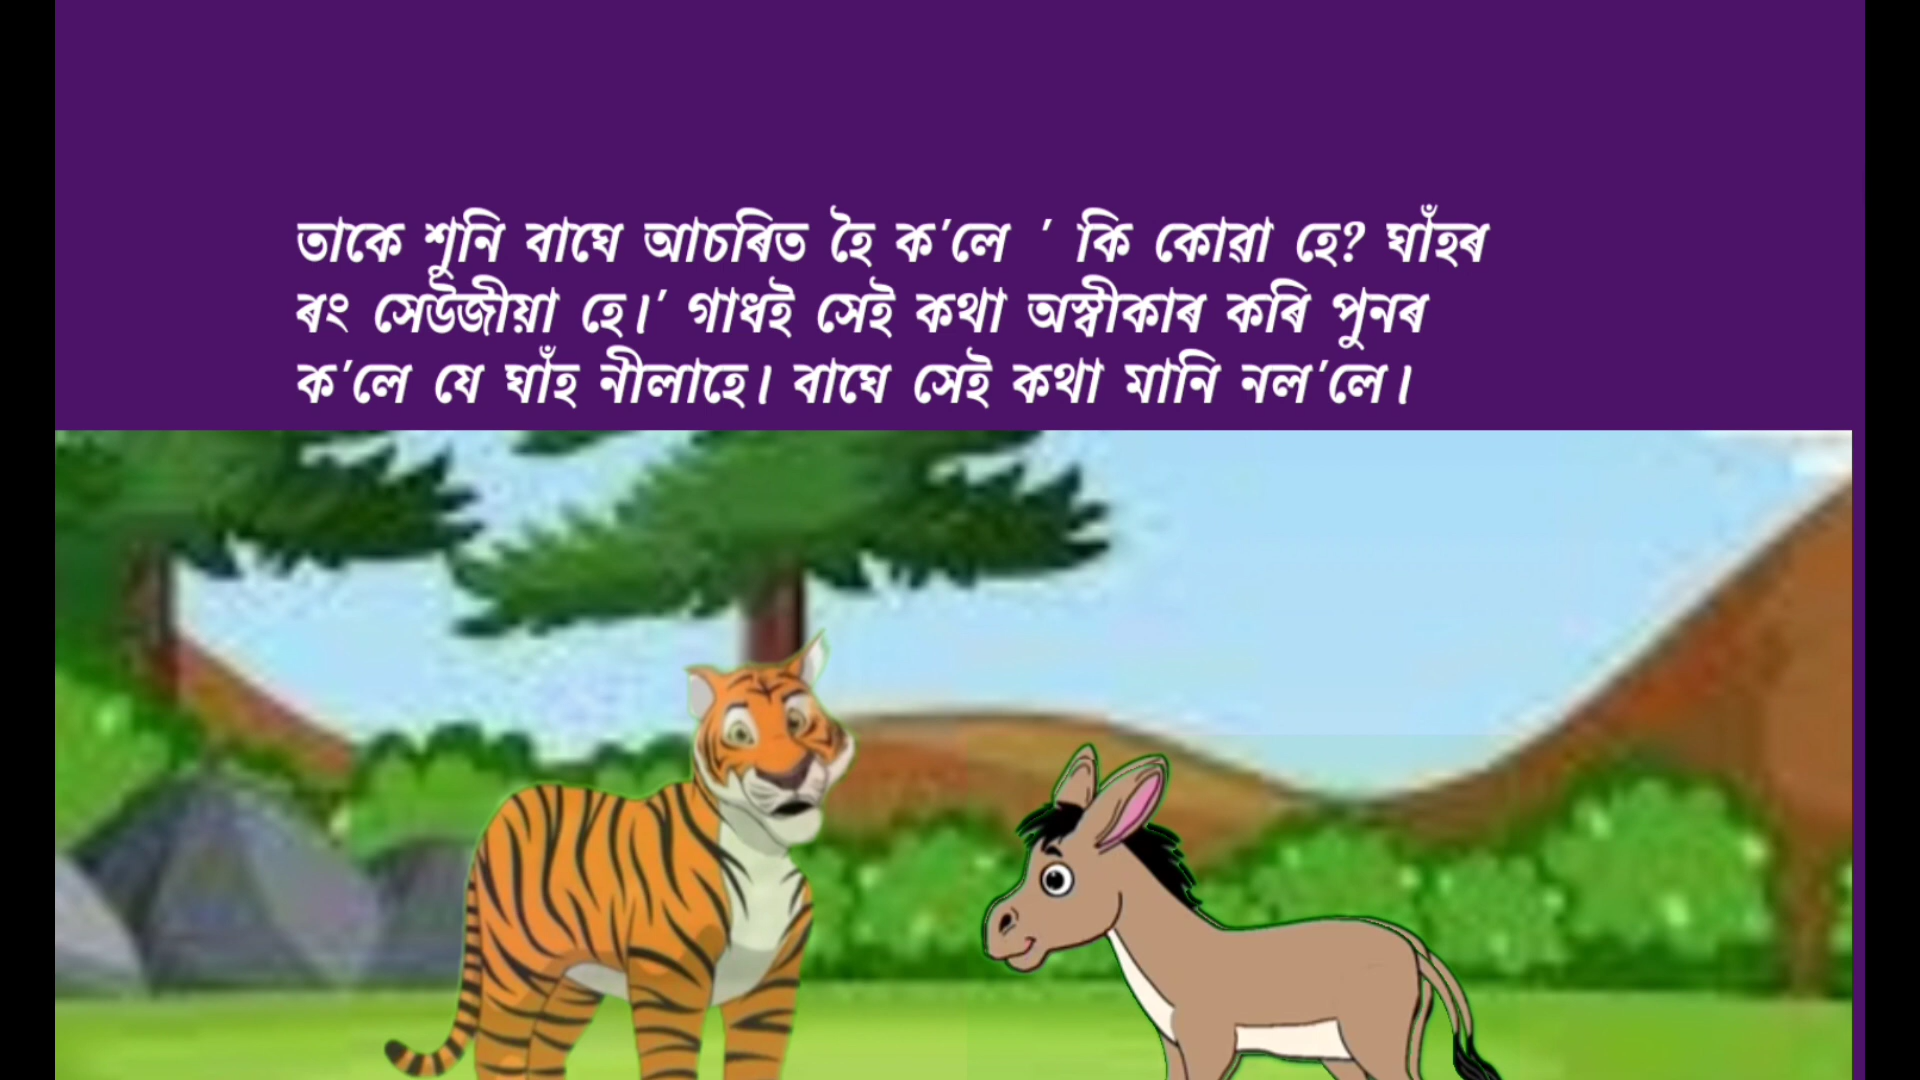 তাকে শুনি বাঘে আচৰিত হৈ ক'লে ' কি কোৱা হে? ঘাঁহৰ
ৰং সেউজীয়া হে।' গাধই সেই কথা অস্বীকাৰ কৰি পুনৰ
ক'লে যে ঘাঁহ নীলাহে। বাঘে সেই কথা মানি নল'লে।